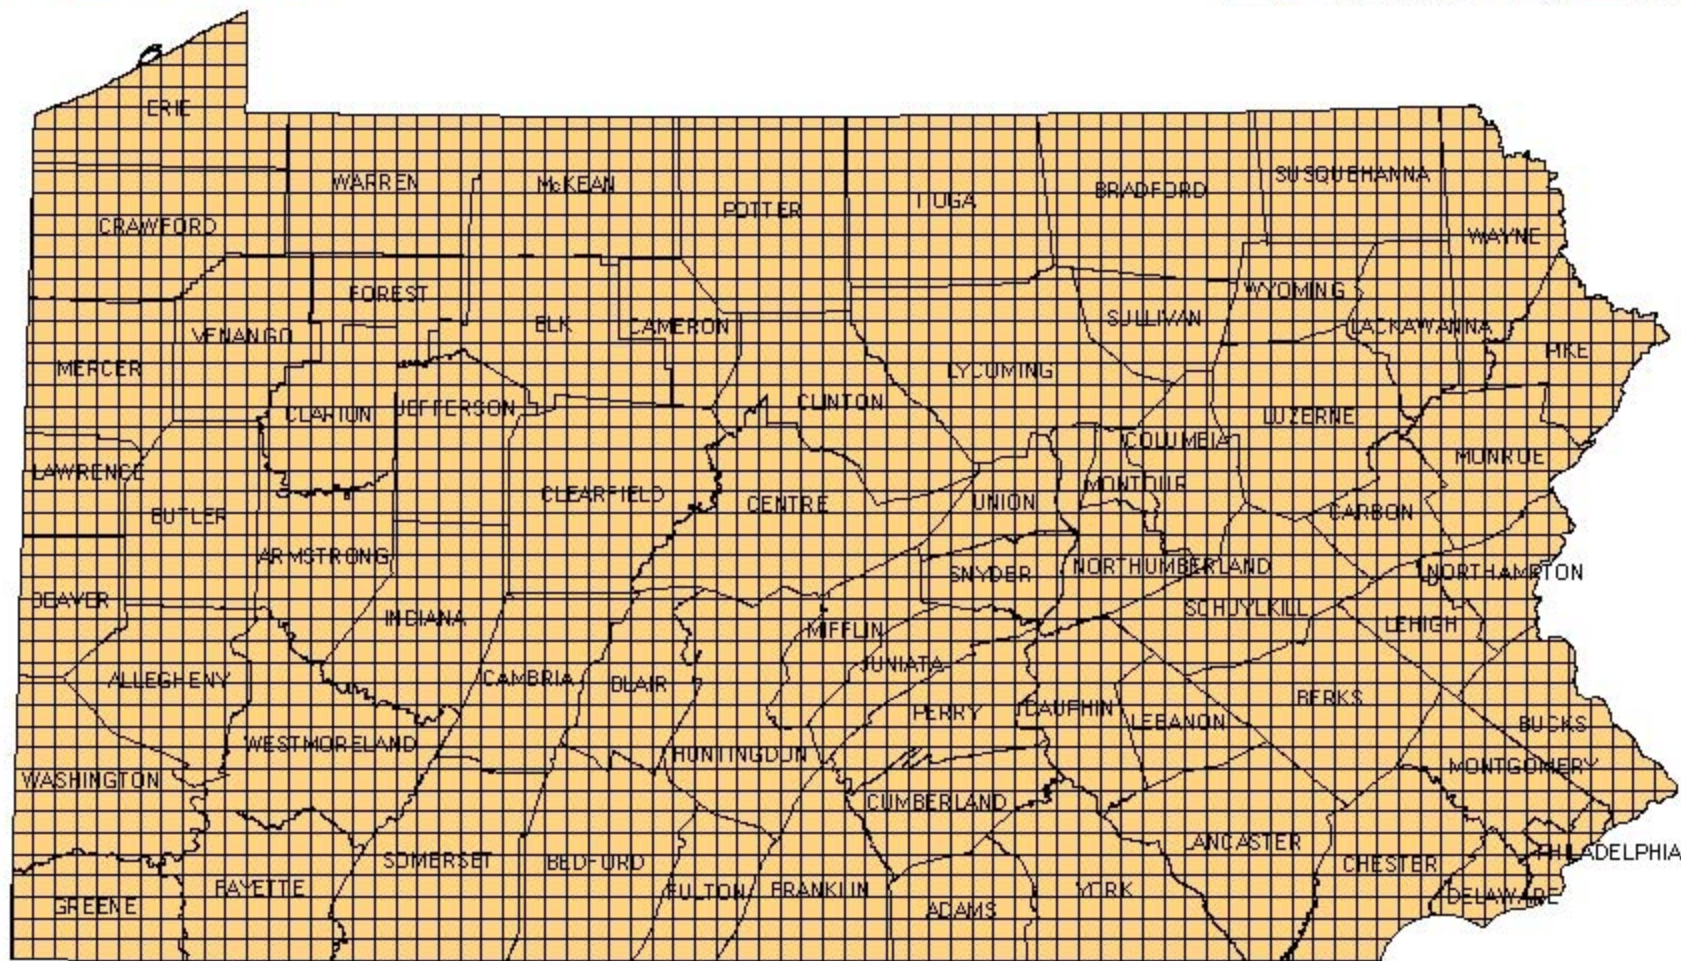 ERIE
SUSQUEHANNA
WARREN
McKEAN
BRADFORD
TIOGA
POTTER
CRAWFORD
WAYNE
WYOMING
FOREST
SULLIVAN
ELK
CAMERON
LACKAWANNA
VENANGO
PIKE
MERCER
LYCOMING
CLINTON
JEFFERSON
CLARION
LUZERNE
COLUMBIA
MONROE
LAWRENCE
MONTOUR
CLEARFIELD
UNION
CENTRE
CARBON
BUTLER
ARMSTRONG
NORTHUMBERLAND
SNYDER
NORTHAMPTON
BEAVER
SCHUYLKILL
INDIANA
LEHIGH
MIFFLIN
JUNIATA
ALLEGHENY
CAMBRIA
BLAIR
BERKS
DAUPHIN
PERRY
LEBANON
BUCKS
WESTMORELAND
HUNTINGDON
MONTGOMERY
WASHINGTON
CUMBERLAND
LANCASTER
PHILADELPHIA
SOMERSET
BEDFORD
CHESTER
FAYETTE
FULTON
FRANKLIN
YORK
DELAWARE
GREENE
ADAMS